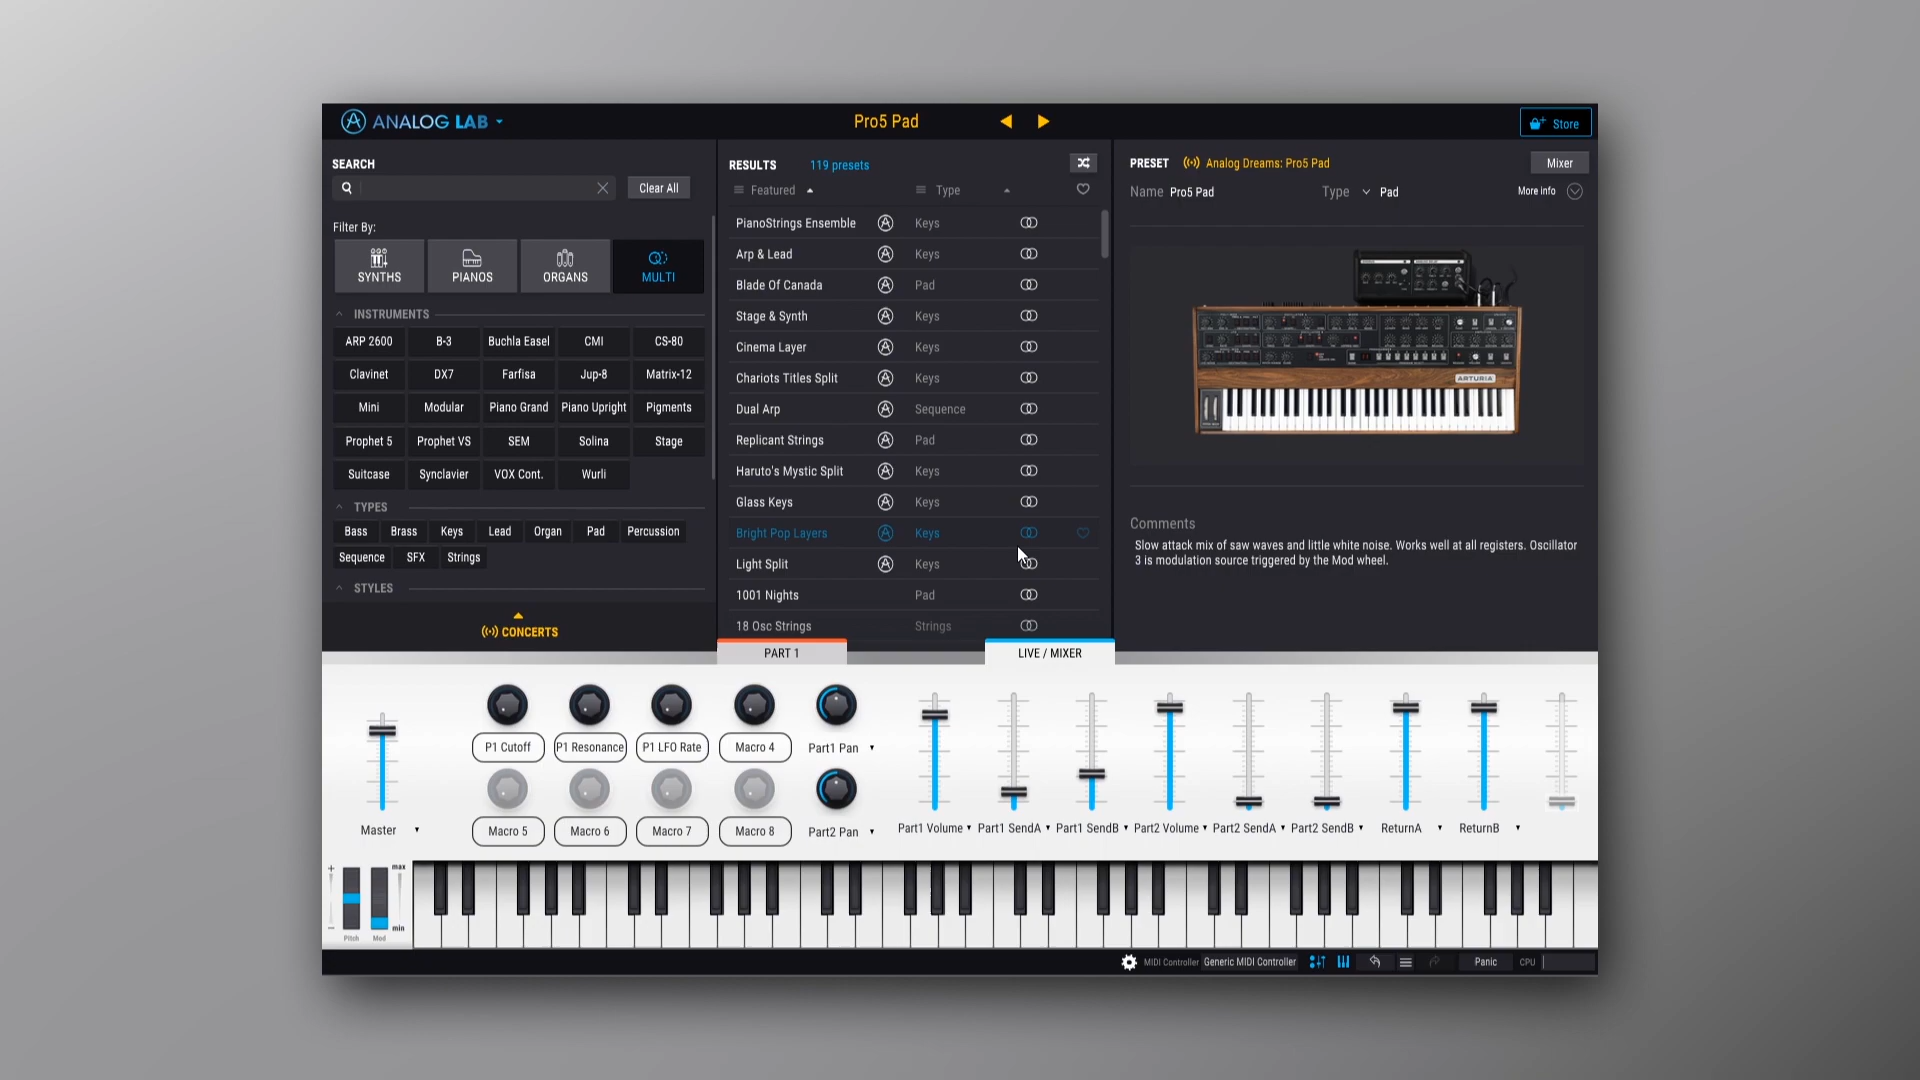 ANALOG LAB
Pro5 Pad
Store
SEARCH
Clear All
Filter By:
SYNTHS PIANOS ORGANS MULTI
INSTRUMENTS
ARP 2600 B-3 Buchla Easel CMI CS-80
Clavinet DX7 Farfisa Jup-8 Matrix-12
Mini Modular Piano Grand Piano Upright Pigments
Prophet 5 Prophet VS SEM Solina Stage
Suitcase Synclavier VOX Cont. Wurli
TYPES
Bass Brass Keys Lead Organ Pad Percussion
Sequence SFX Strings
STYLES
CONCERTS
RESULTS 119 presets
Featured Type
PianoStrings Ensemble Keys
Arp & Lead Keys
Blade Of Canada Pad
Stage & Synth Keys
Cinema Layer Keys
Chariots Titles Split Keys
Dual Arp Sequence
Replicant Strings Pad
Haruto's Mystic Split Keys
Glass Keys Keys
Bright Pop Layers Keys
Light Split Keys
1001 Nights Pad
18 Osc Strings Strings
PRESET Analog Dreams: Pro5 Pad Mixer
Name Pro5 Pad Type Pad More info
ARTURIA
Comments
Slow attack mix of saw waves and little white noise. Works well at all registers. Oscillator
3 is modulation source triggered by the Mod wheel.
PART 1 LIVE / MIXER
P1 Cutoff P1 Resonance P1 LFO Rate Macro 4 Part1 Pan
Master Macro 5 Macro 6 Macro 7 Macro 8 Part2 Pan
Part1 Volume Part1 SendA Part1 SendB Part2 Volume Part2 SendA Part2 SendB ReturnA ReturnB
+ max
- min
Pitch Mod
MIDI Controller Generic MIDI Controller Panic CPU